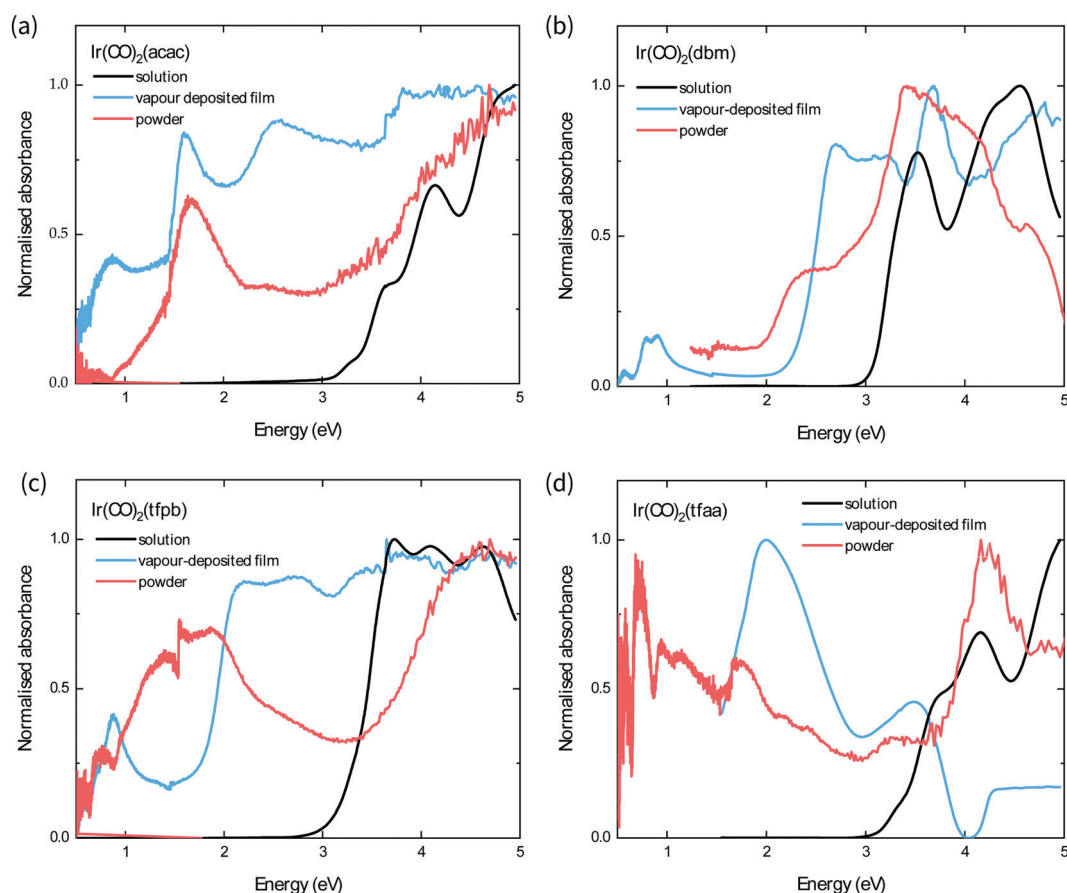 (a)
Ir(CO)2(acac)
solution
vapour deposited film
powder
1.0
0.5
0.0
Normalised absorbance
1 2 3 4 5
Energy (eV)
(b)
Ir(CO)2(dbm)
solution
vapour-deposited film
powder
1.0
0.5
0.0
Normalised absorbance
1 2 3 4 5
Energy (eV)
(c)
Ir(CO)2(tfpb)
solution
vapour-deposited film
powder
1.0
0.5
0.0
Normalised absorbance
1 2 3 4 5
Energy (eV)
(d)
Ir(CO)2(tfaa)
solution
vapour-deposited film
powder
1.0
0.5
0.0
Normalised absorbance
1 2 3 4 5
Energy (eV)